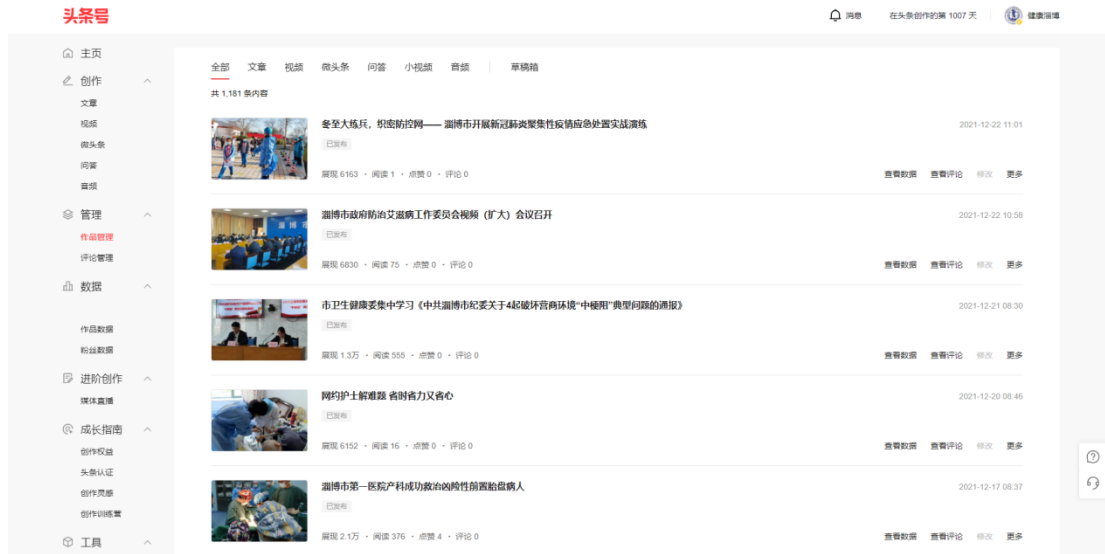 头条号
消息 在头条创作的第 1007 天 健康淄博
主页
创作
文章
视频
微头条
问答
音频
管理
作品管理
评论管理
数据
作品数据
粉丝数据
进阶创作
媒体直播
成长指南
创作权益
头条认证
创作灵感
创作训练营
工具
全部 文章 视频 微头条 问答 小视频 音频 草稿箱
共 1,181 条内容
冬至大练兵，织密防控网—— 淄博市开展新冠肺炎聚集性疫情应急处置实战演练 2021-12-22 11:01
已发布
展现 6163 · 阅读 1 · 点赞 0 · 评论 0 查看数据 查看评论 修改 更多
淄博市政府防治艾滋病工作委员会视频（扩大）会议召开 2021-12-22 10:58
已发布
展现 6830 · 阅读 75 · 点赞 0 · 评论 0 查看数据 查看评论 修改 更多
市卫生健康委集中学习《中共淄博市纪委关于4起破坏营商环境“中梗阻”典型问题的通报》 2021-12-21 08:30
已发布
展现 1.3万 · 阅读 555 · 点赞 0 · 评论 0 查看数据 查看评论 修改 更多
网约护士解难题 省时省力又省心 2021-12-20 08:46
已发布
展现 6152 · 阅读 16 · 点赞 0 · 评论 0 查看数据 查看评论 修改 更多
淄博市第一医院产科成功救治凶险性前置胎盘病人 2021-12-17 08:37
已发布
展现 2.1万 · 阅读 376 · 点赞 4 · 评论 0 查看数据 查看评论 修改 更多